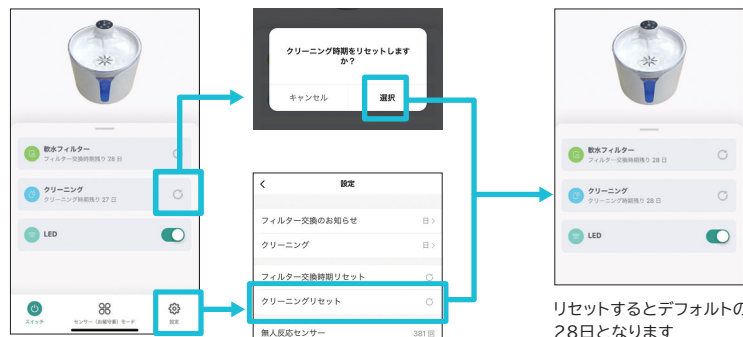 軟水フィルター
フィルター交換時期残り 28 日
クリーニング
クリーニング時期残り 27 日
LED
スイッチ
センサー（お留守番）モード
設定
クリーニング時期をリセットします
か？
キャンセル
選択
設定
フィルター交換のお知らせ
日
クリーニング
日
フィルター交換時期リセット
クリーニングリセット
無人反応センサー
381 回
軟水フィルター
フィルター交換時期残り 28 日
クリーニング
クリーニング時期残り 28 日
LED
リセットするとデフォルトの
28日となります